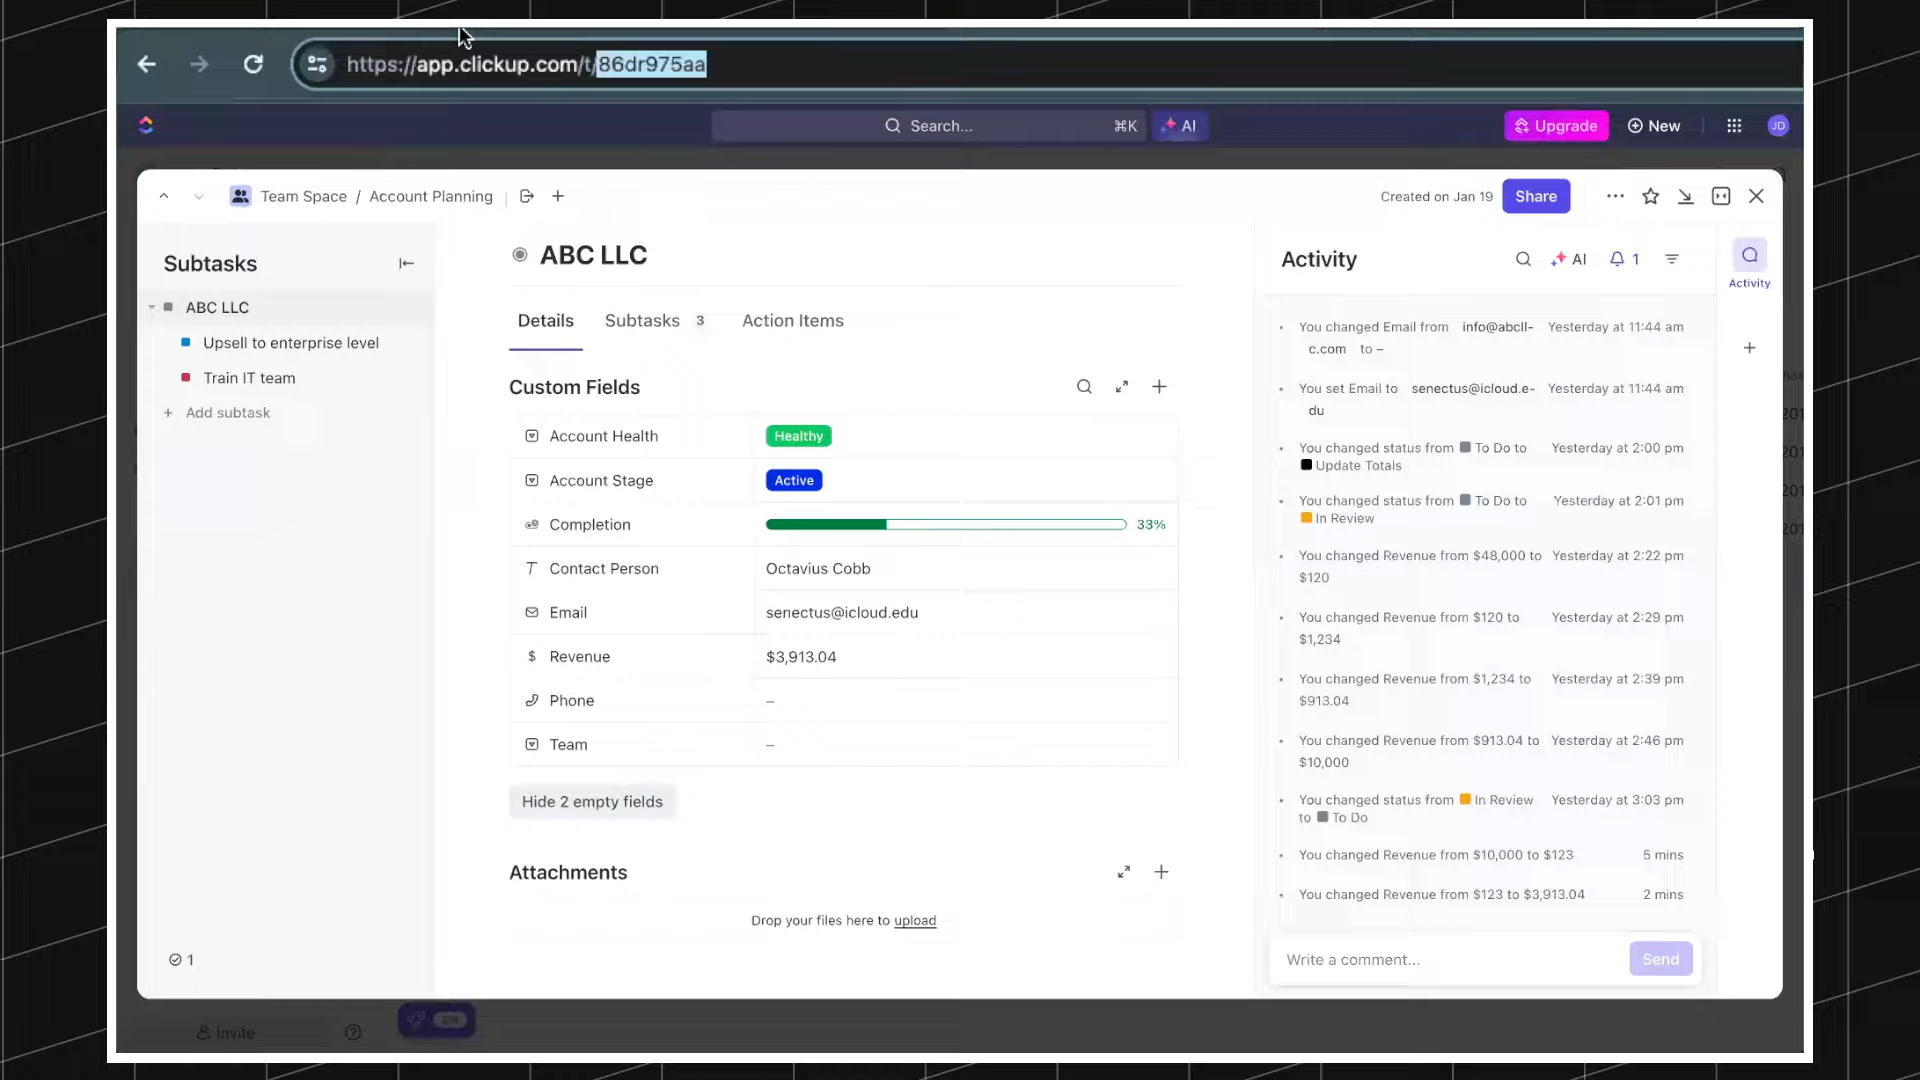 https://app.clickup.com/t/86dr975aa
Search...
⌘K
AI
Upgrade
New
JD
Team Space / Account Planning
Created on Jan 19
Share
Subtasks
ABC LLC
Upsell to enterprise level
Train IT team
+ Add subtask
1
ABC LLC
Details
Subtasks 3
Action Items
Custom Fields
Account Health Healthy
Account Stage Active
Completion 33%
Contact Person Octavius Cobb
Email senectus@icloud.edu
$ Revenue $3,913.04
Phone –
Team –
Hide 2 empty fields
Attachments
Drop your files here to upload
Activity
AI
1
Activity
You changed Email from info@abcll- Yesterday at 11:44 am
c.com to –
You set Email to senectus@icloud.e- Yesterday at 11:44 am
du
You changed status from To Do to Yesterday at 2:00 pm
Update Totals
You changed status from To Do to Yesterday at 2:01 pm
In Review
You changed Revenue from $48,000 to Yesterday at 2:22 pm
$120
You changed Revenue from $120 to Yesterday at 2:29 pm
$1,234
You changed Revenue from $1,234 to Yesterday at 2:39 pm
$913.04
You changed Revenue from $913.04 to Yesterday at 2:46 pm
$10,000
You changed status from In Review Yesterday at 3:03 pm
to To Do
You changed Revenue from $10,000 to $123 5 mins
You changed Revenue from $123 to $3,913.04 2 mins
Write a comment...
Send
Invite